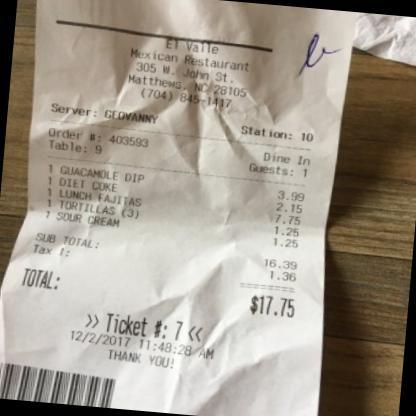 El Valle
Mexican Restaurant
305 W. John St.
Matthews, NC 28105
(704) 845-1417
Server: GEOVANNY Station: 10
Order #: 403593 Dine In
Table: 9 Guests: 1
1 GUACAMOLE DIP 3.99
1 DIET COKE 2.15
1 LUNCH FAJITAS 7.75
1 TORTILLAS (3) 1.25
1 SOUR CREAM 1.25
SUB TOTAL: 16.39
Tax 1: 1.36
TOTAL: $17.75
>> Ticket #: 7 <<
12/2/2017 11:48:28 AM
THANK YOU!